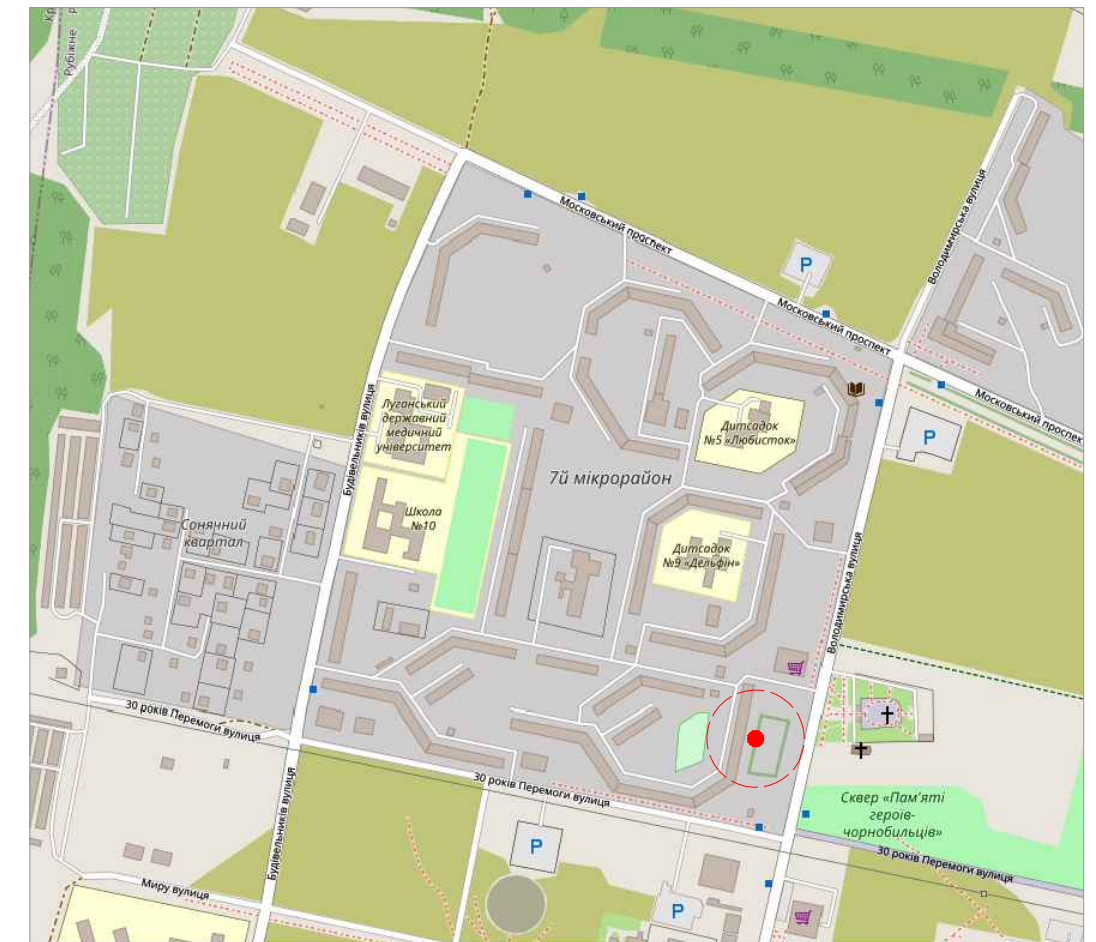 Рубіжне
Московський проспект
Володимирська вулиця
P
Московський проспект
Московський проспек
P
Луганський
державний
медичний
університет
Дитсадок
№5 «Любисток»
Будівельників вулиця
7й мікрорайон
Школа
№10
Сонячний
квартал
Дитсадок
№9 «Дельфін»
Володимирська вулиця
30 років Перемоги вулиця
30 років Перемоги вулиця
Сквер «Пам'яті
героїв-
чорнобильців»
Будівельників вулиця
P
30 років Перемоги вулиця
Миру вулиця
P